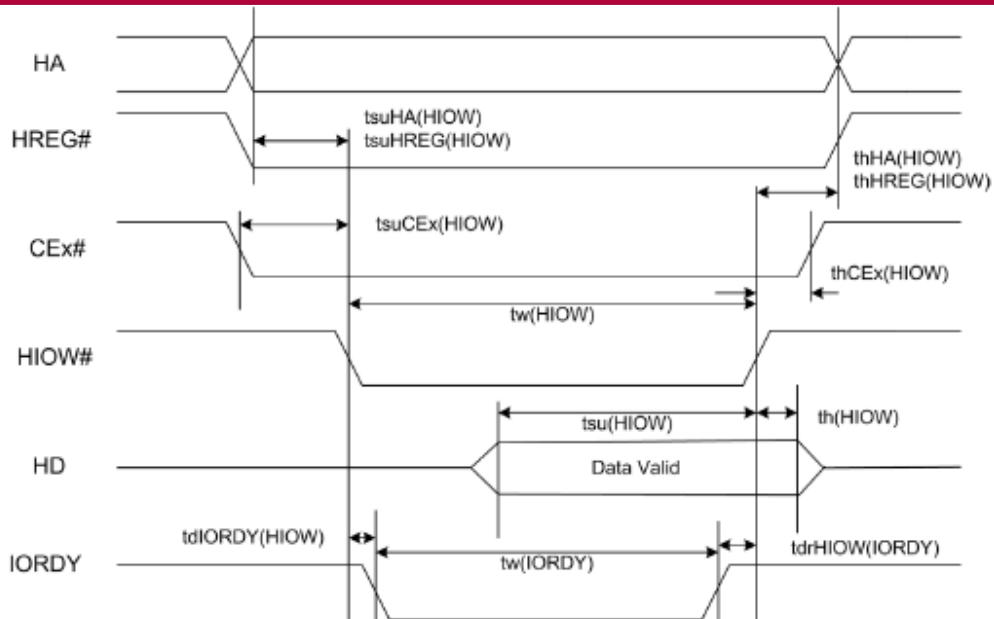 HA
tsuHA(HIOW)
HREG#
tsuHREG(HIOW)
thHA(HIOW)
thHREG(HIOW)
tsuCEx(HIOW)
CEx#
thCEx(HIOW)
tw(HIOW)
HIOW#
tsu(HIOW)
th(HIOW)
HD
Data Valid
tdIORDY(HIOW)
tdrHIOW(IORDY)
IORDY
tw(IORDY)